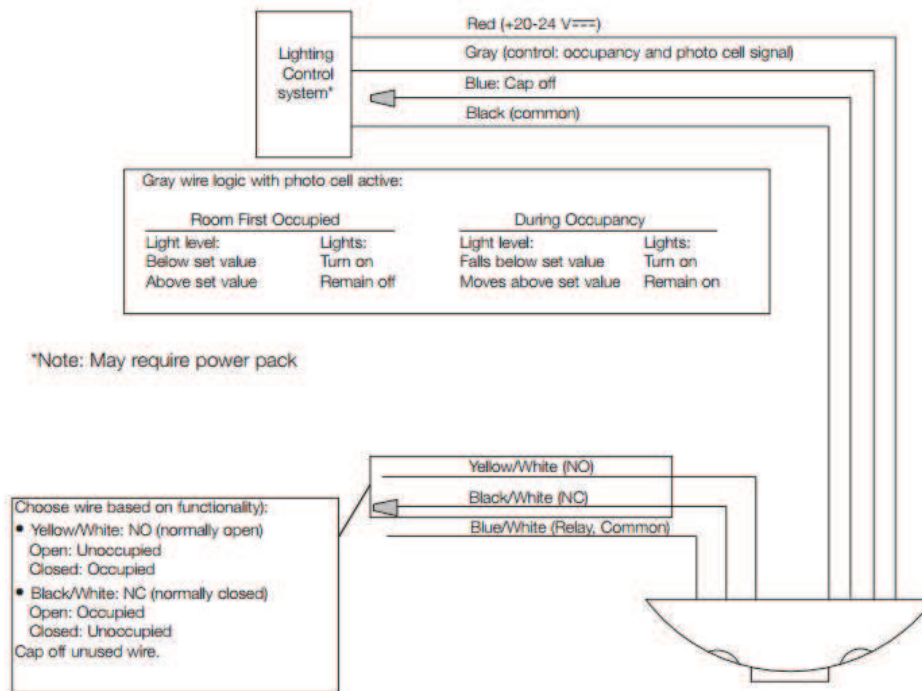 Red (+20-24 V⎓)
Lighting
Control
system*
Gray (control: occupancy and photo cell signal)
Blue: Cap off
Black (common)
Gray wire logic with photo cell active:
Room First Occupied During Occupancy
Light level: Lights: Light level: Lights:
Below set value Turn on Falls below set value Turn on
Above set value Remain off Moves above set value Remain on
*Note: May require power pack
Yellow/White (NO)
Black/White (NC)
Blue/White (Relay, Common)
Choose wire based on functionality):
• Yellow/White: NO (normally open)
Open: Unoccupied
Closed: Occupied
• Black/White: NC (normally closed)
Open: Occupied
Closed: Unoccupied
Cap off unused wire.